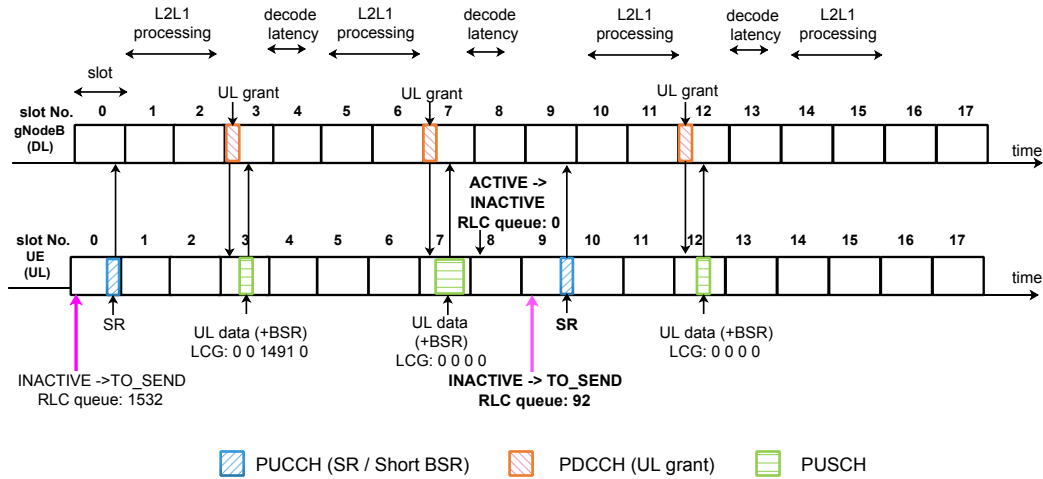 L2L1
processing
decode
latency
L2L1
processing
decode
latency
L2L1
processing
decode
latency
L2L1
processing
slot
UL grant
UL grant
UL grant
slot No. 0 1 2 3 4 5 6 7 8 9 10 11 12 13 14 15 16 17
gNodeB
(DL)
time
ACTIVE ->
INACTIVE
RLC queue: 0
slot No. 0 1 2 3 4 5 6 7 8 9 10 11 12 13 14 15 16 17
UE
(UL)
time
SR
UL data (+BSR)
LCG: 0 0 1491 0
UL data
(+BSR)
LCG: 0 0 0 0
SR
UL data (+BSR)
LCG: 0 0 0 0
INACTIVE ->TO_SEND
RLC queue: 1532
INACTIVE -> TO_SEND
RLC queue: 92
PUCCH (SR / Short BSR)
PDCCH (UL grant)
PUSCH